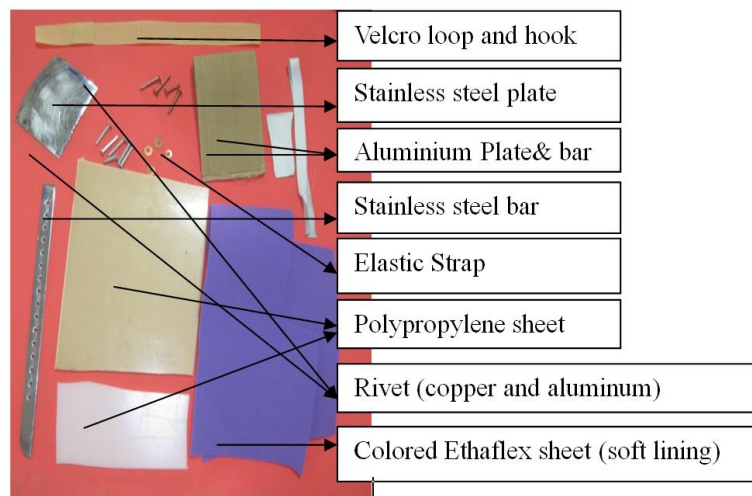 Velcro loop and hook
Stainless steel plate
Aluminium Plate& bar
Stainless steel bar
Elastic Strap
Polypropylene sheet
Rivet (copper and aluminum)
Colored Ethaflex sheet (soft lining)